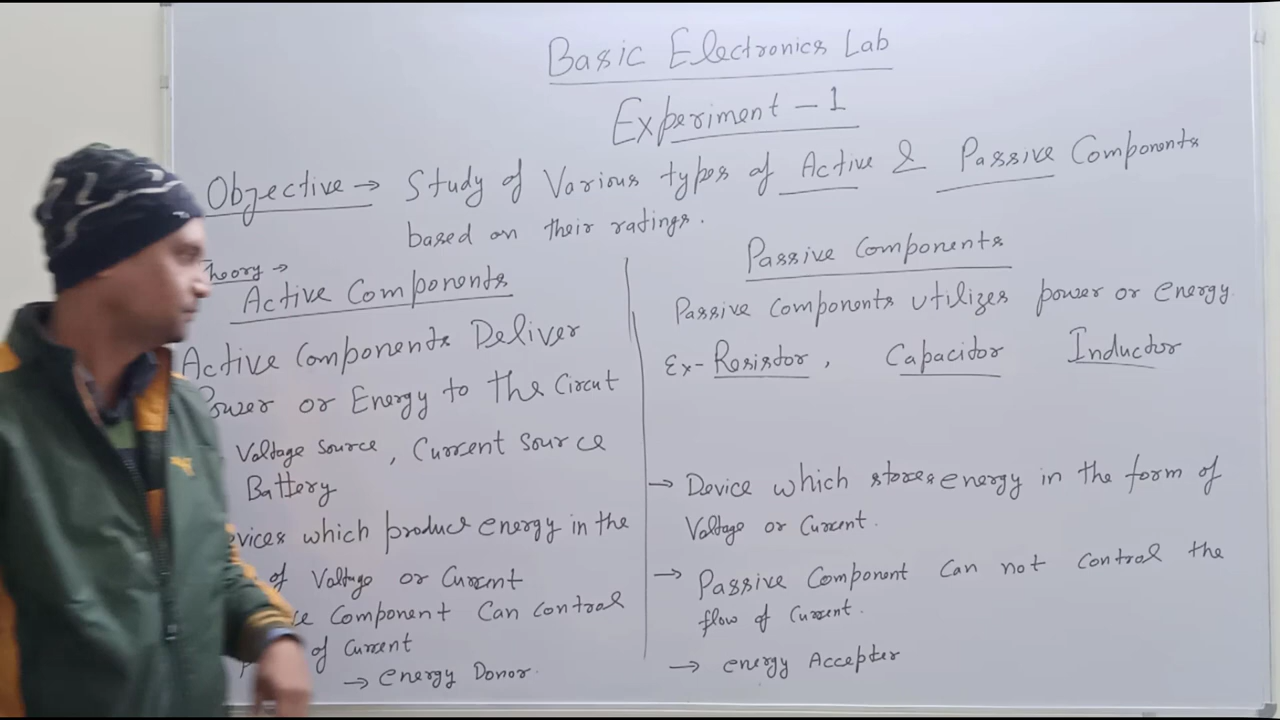 Basic Electronics Lab
Experiment - 1
Objective → Study of Various types of Active & Passive Components
based on their ratings.
Theory →
Active Components
Active Components Deliver
Power or Energy to the Circut
Voltage source, Current source
Battery
which produce energy in the
of Voltage or Current
Component Can control
of Current
→ energy Donor.
Passive Components
Passive Components utilizes power or energy.
Ex- Resistor, Capacitor Inductor
→ Device which stores energy in the form of
Voltage or Current.
→ Passive Component can not control the
flow of Current.
→ energy Accepter